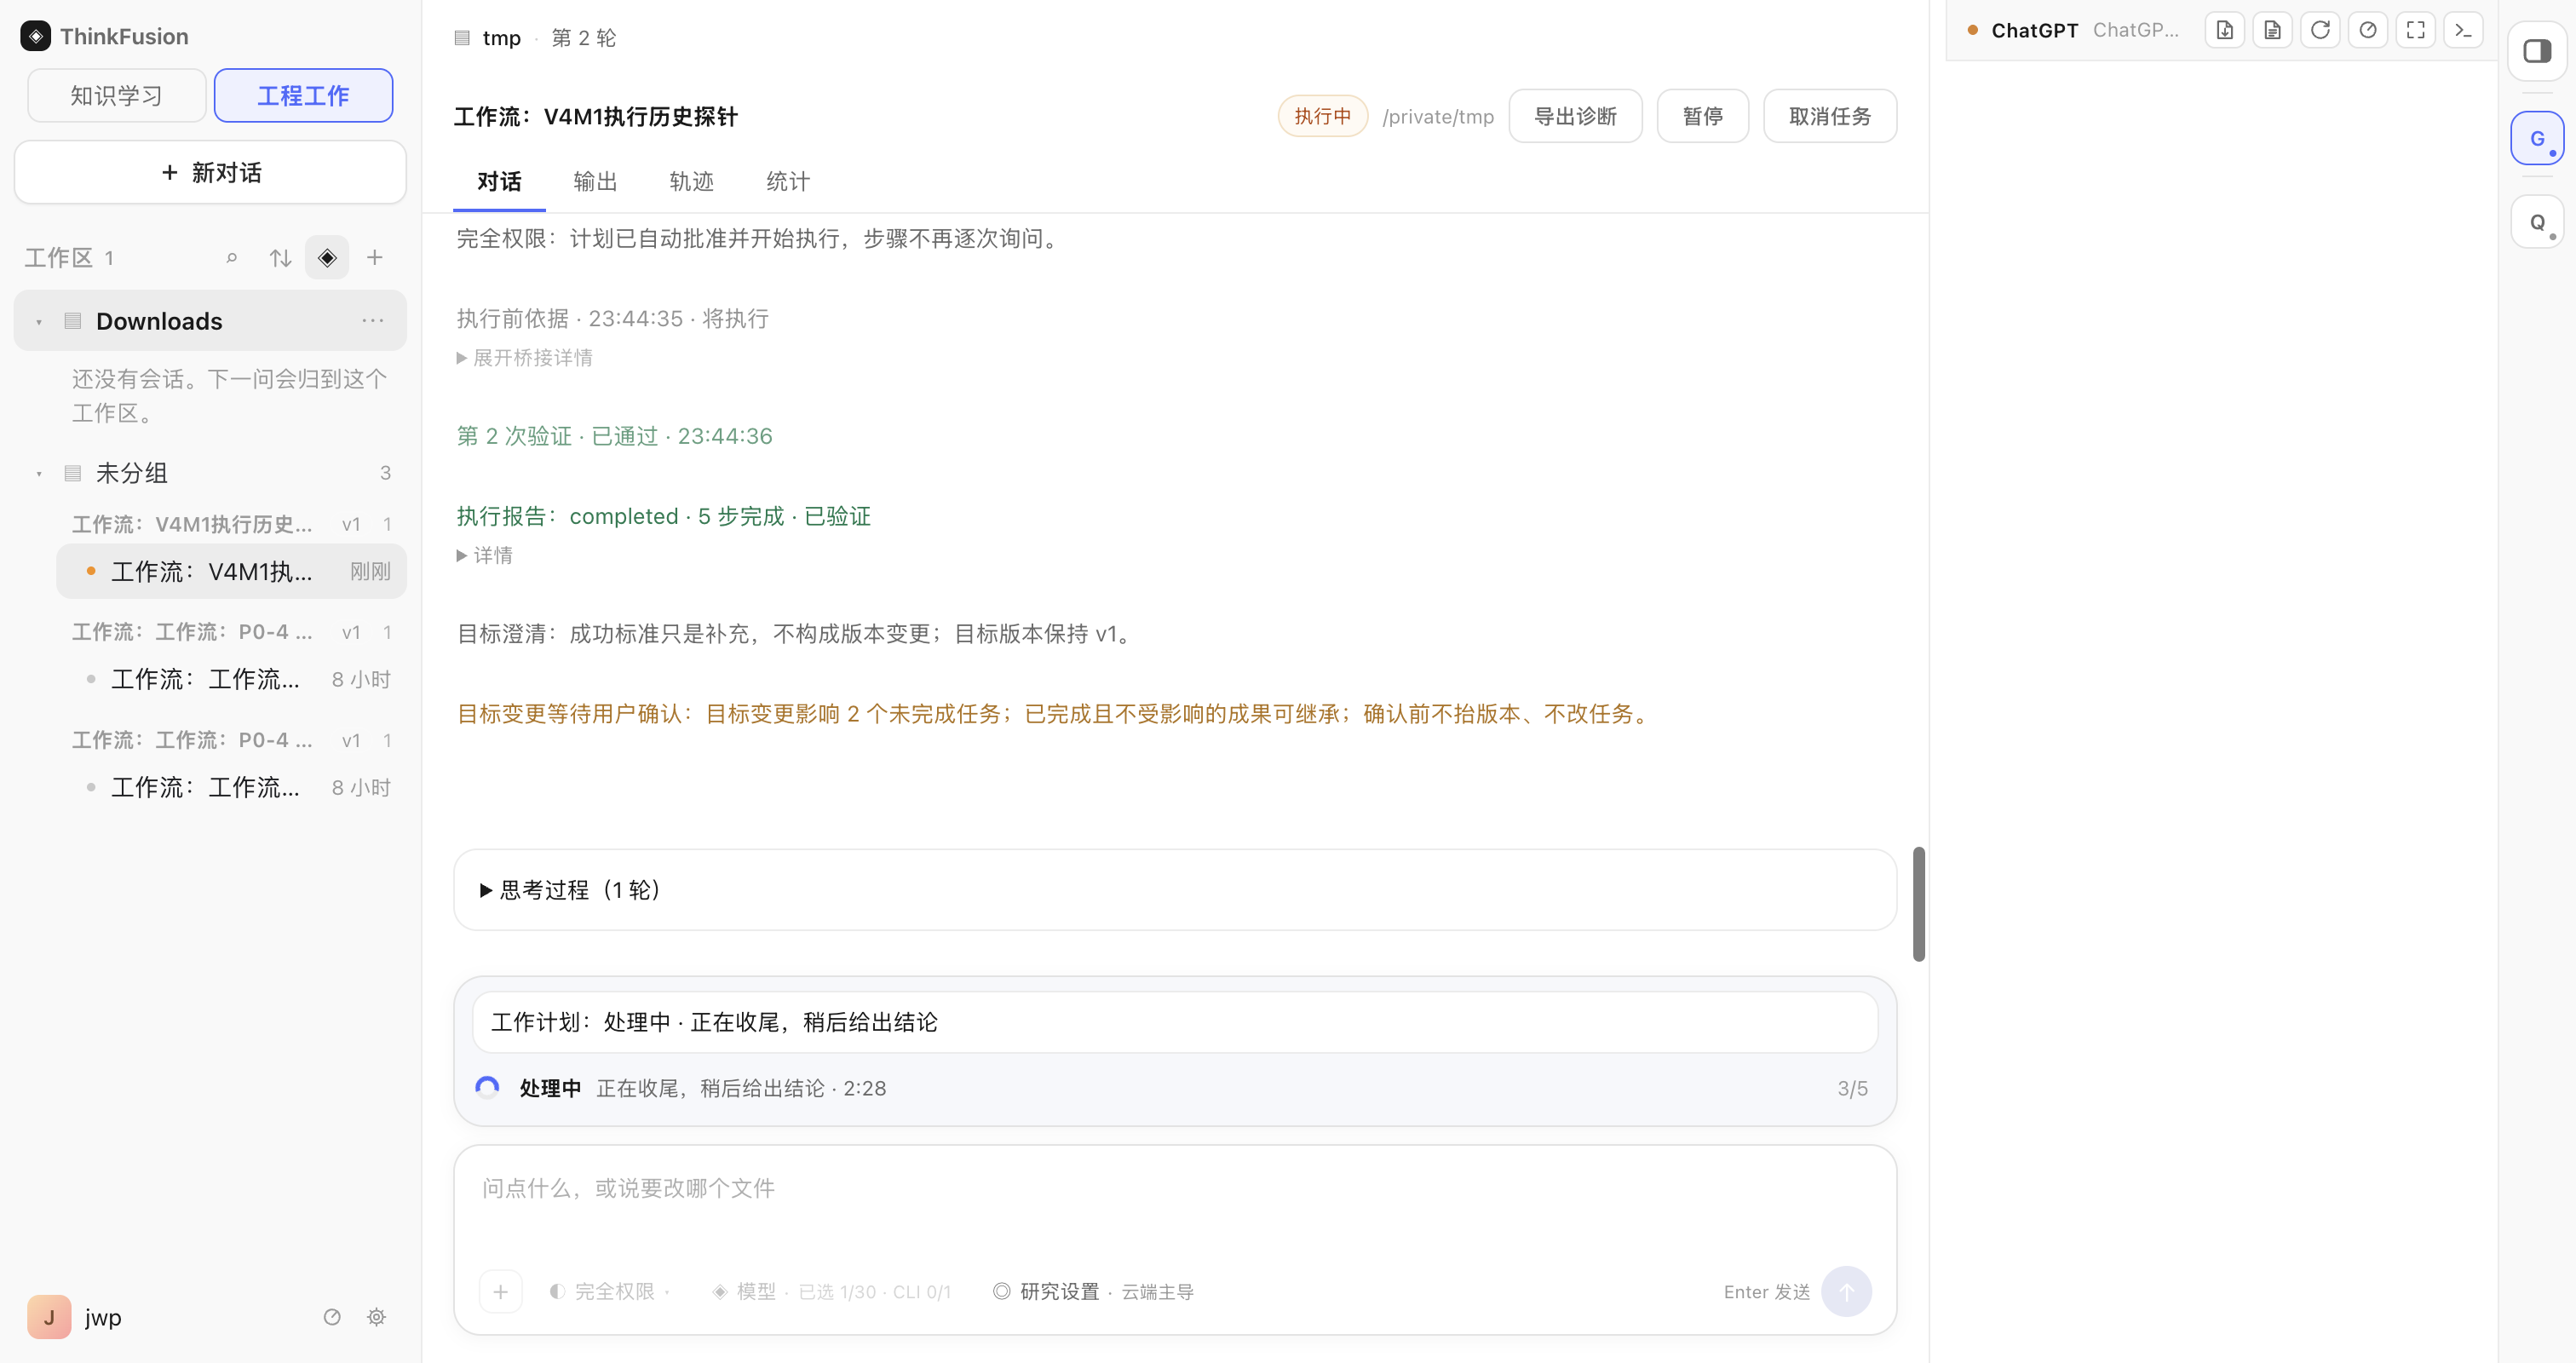 ThinkFusion
知识学习
工程工作
+ 新对话
工作区 1
Downloads
还没有会话。下一问会归到这个
工作区。
未分组 3
工作流：V4M1执行历史... v1 1
工作流：V4M1执... 刚刚
工作流：工作流：P0-4 ... v1 1
工作流：工作流... 8 小时
工作流：工作流：P0-4 ... v1 1
工作流：工作流... 8 小时
J jwp
tmp · 第 2 轮
工作流：V4M1执行历史探针
执行中 /private/tmp 导出诊断 暂停 取消任务
对话 输出 轨迹 统计
完全权限：计划已自动批准并开始执行，步骤不再逐次询问。
执行前依据 · 23:44:35 · 将执行
展开桥接详情
第 2 次验证 · 已通过 · 23:44:36
执行报告：completed · 5 步完成 · 已验证
详情
目标澄清：成功标准只是补充，不构成版本变更；目标版本保持 v1。
目标变更等待用户确认：目标变更影响 2 个未完成任务；已完成且不受影响的成果可继承；确认前不抬版本、不改任务。
思考过程（1 轮）
工作计划：处理中 · 正在收尾，稍后给出结论
处理中 正在收尾，稍后给出结论 · 2:28 3/5
问点什么，或说要改哪个文件
+ 完全权限 · 模型 · 已选 1/30 · CLI 0/1 研究设置 · 云端主导 Enter 发送
ChatGPT ChatGP...
G
Q